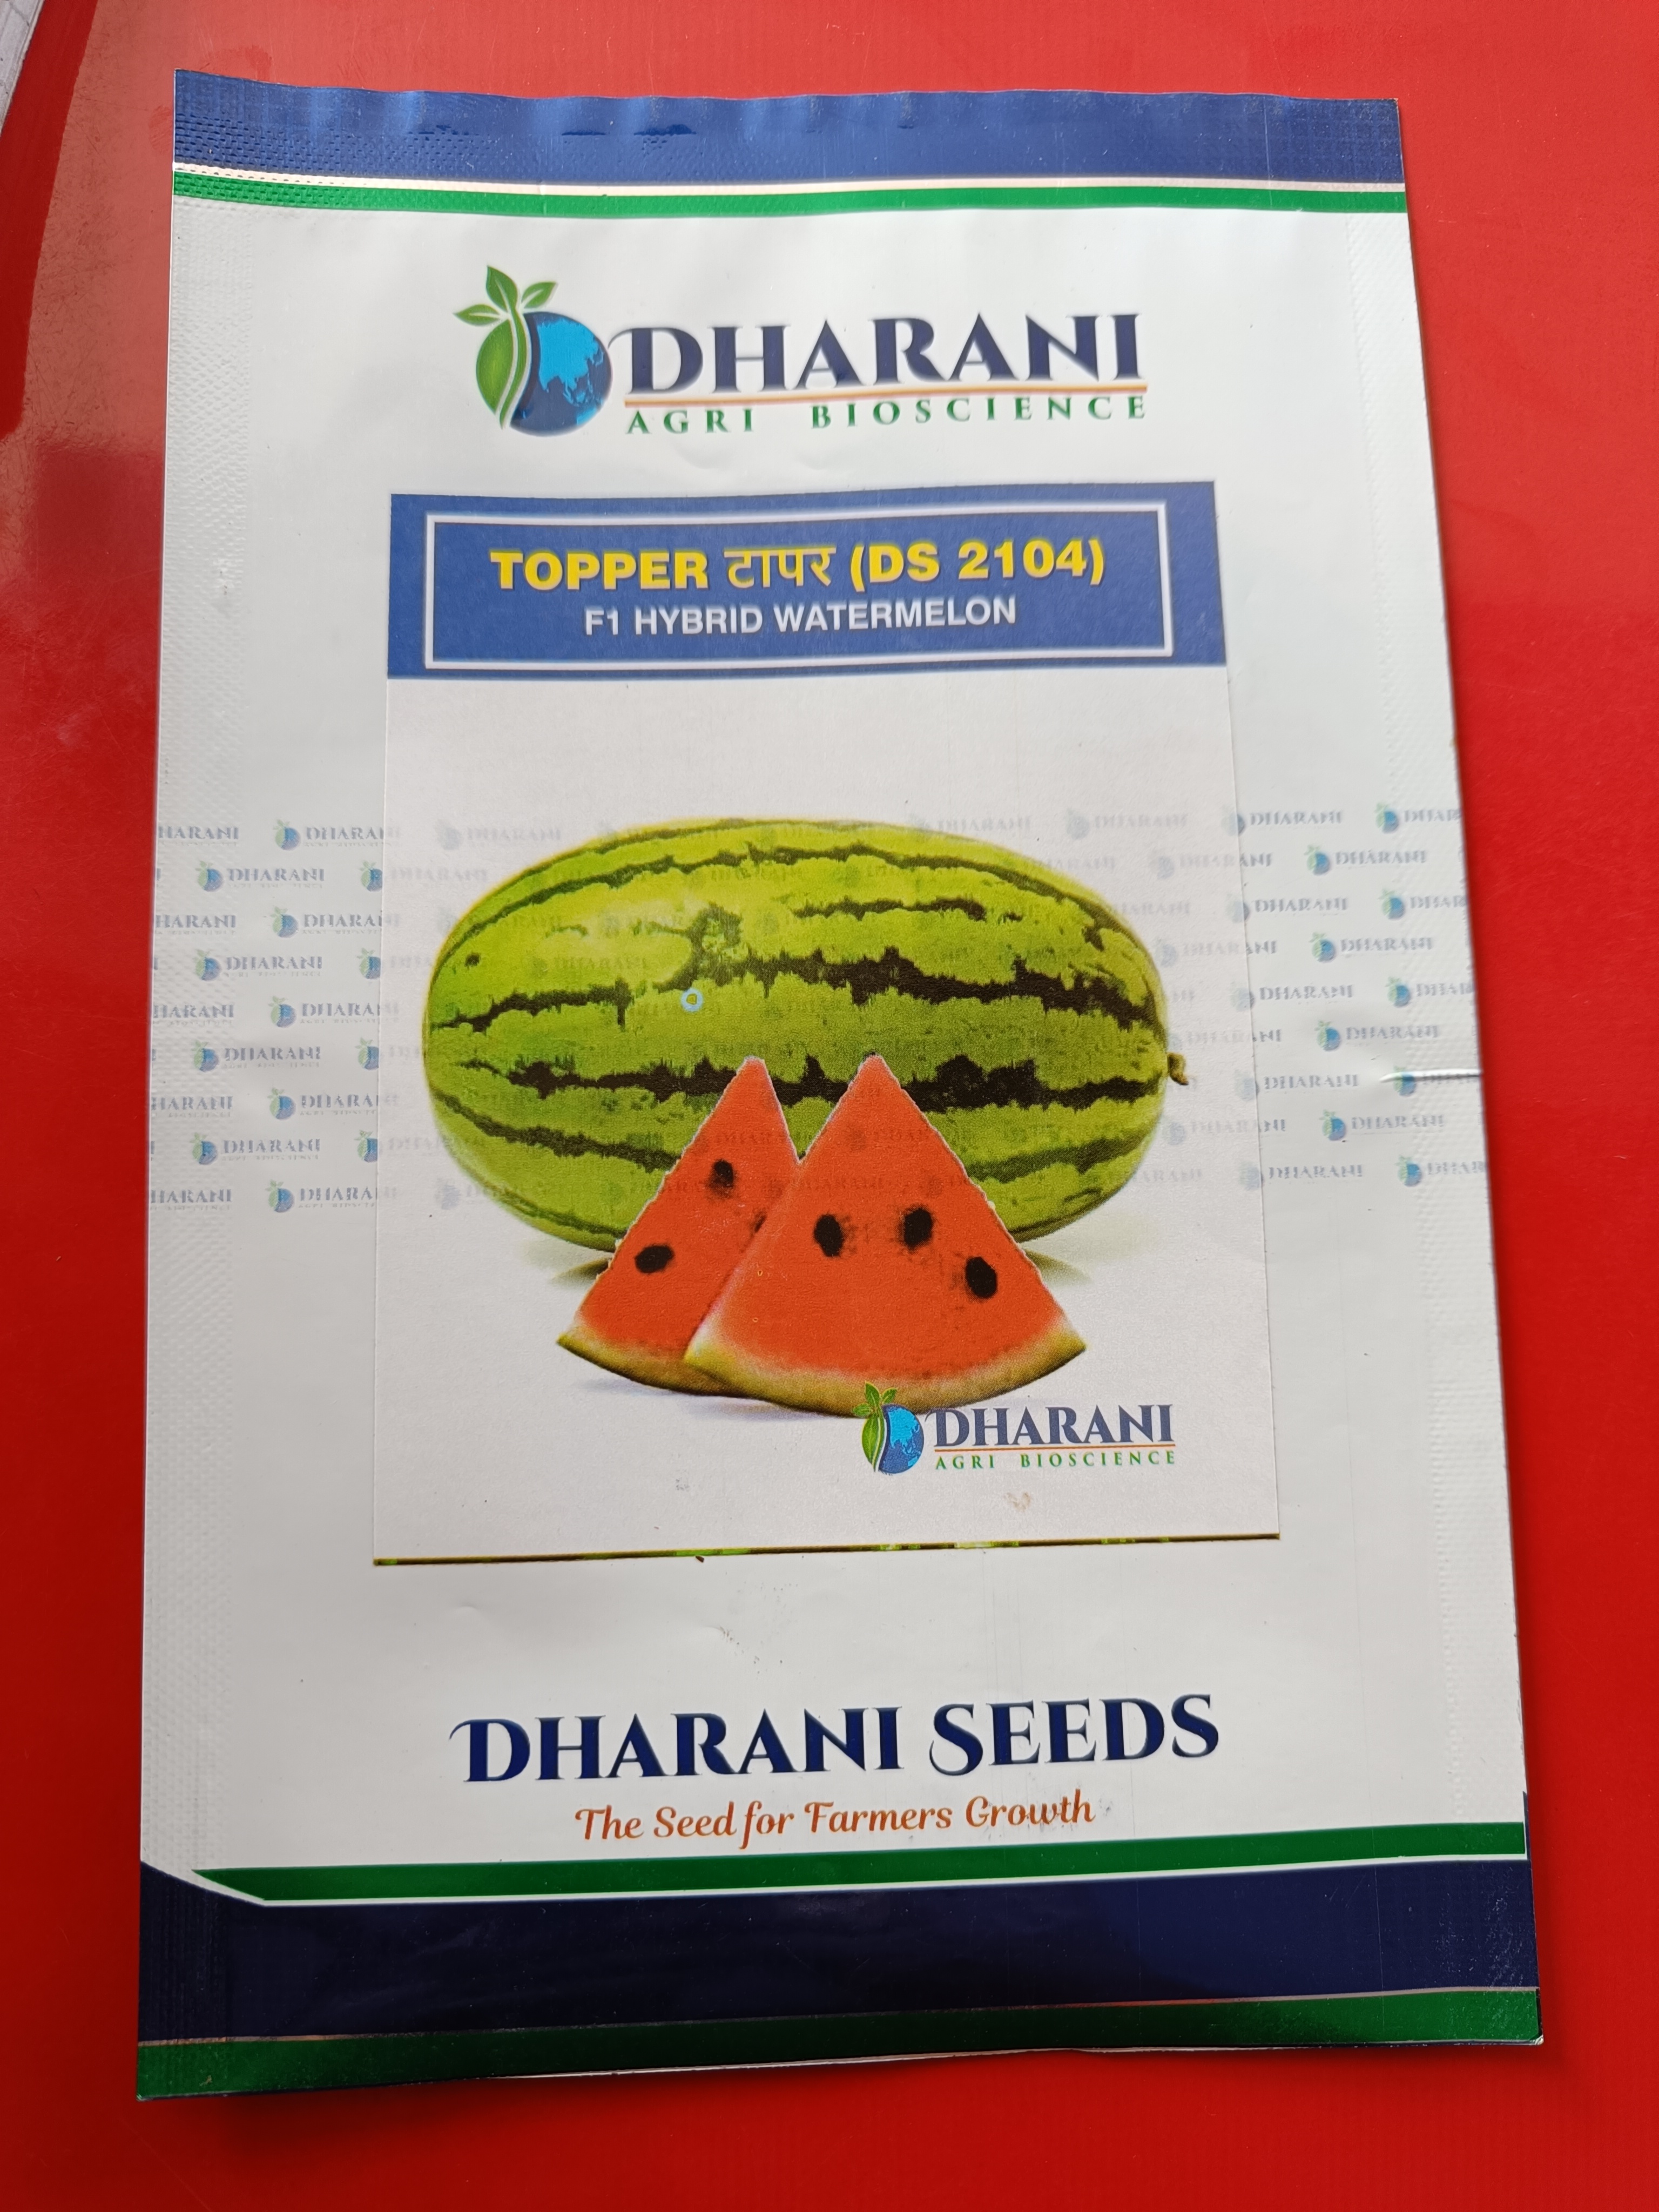 DHARANI
AGRI BIOSCIENCE
TOPPER टापर (DS 2104)
F1 HYBRID WATERMELON
DHARANI
AGRI BIOSCIENCE
DHARANI SEEDS
The Seed for Farmers Growth